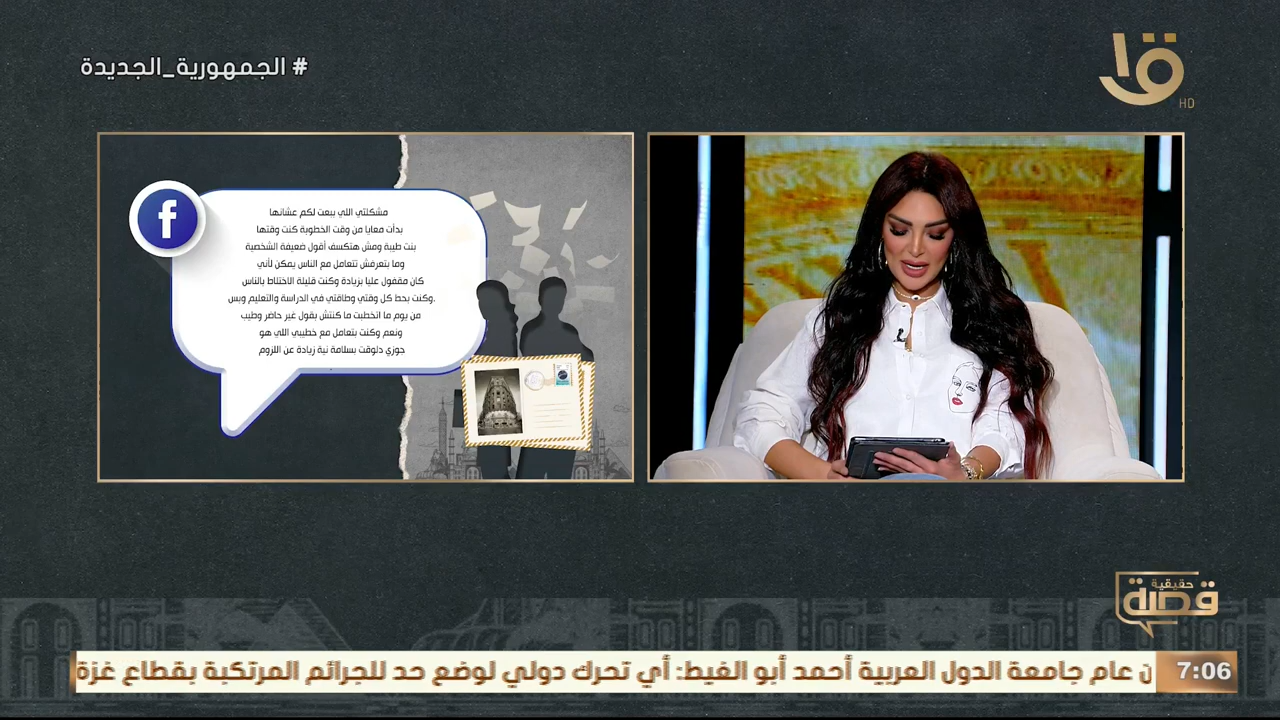 # الجمهورية_الجديدة
HD
f
مشكلتي اللي ببعت لكم عشانها
بدأت معايا من وقت الخطوبة كنت وقتها
بنت طيبة ومش هتكسف أقول ضعيفة الشخصية
وما بتعرفش تتعامل مع الناس يمكن لأني
كان مقفول عليا بزيادة وكنت قليلة الاختلاط بالناس
وكنت بحط كل وقتي وطاقتي في الدراسة والتعليم وبس.
من يوم ما اتخطبت ما كنتش بقول غير حاضر وطيب
ونعم وكنت بتعامل مع خطيبي اللي هو
جوزي دلوقت بسلامة نية زيادة عن اللزوم
قصة
حقيقية
عام جامعة الدول العربية أحمد أبو الغيط: أي تحرك دولي لوضع حد للجرائم المرتكبة بقطاع غزة
7:06